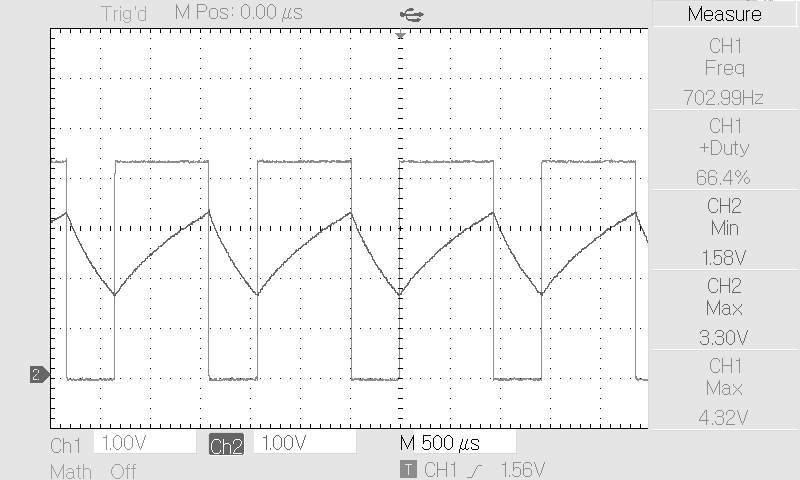 Trig'd M Pos: 0.00 μs
Measure
CH1
Freq
702.99Hz
CH1
+Duty
66.4%
CH2
Min
1.58V
CH2
Max
3.30V
CH1
Max
4.32V
2
Ch1 1.00V Ch2 1.00V M 500 μs
Math Off T CH1 1.56V